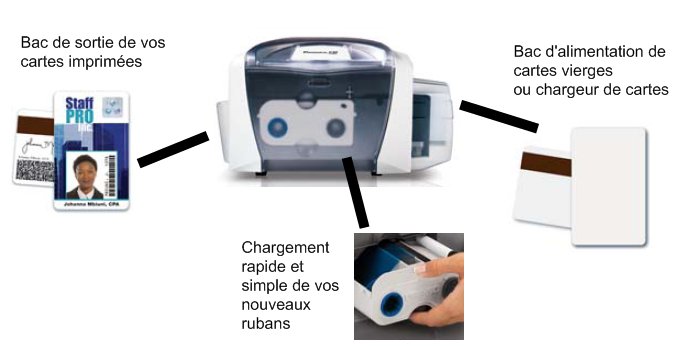 Bac de sortie de vos
cartes imprimées
Staff
PRO
Inc.
Johanna Mbiuni, CPA
Bac d'alimentation de
cartes vierges
ou chargeur de cartes
Chargement
rapide et
simple de vos
nouveaux
rubans